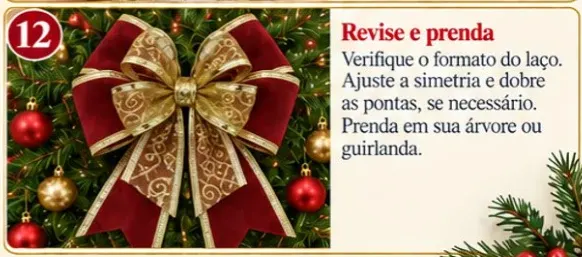 12
Revise e prenda
Verifique o formato do laço.
Ajuste a simetria e dobre
as pontas, se necessário.
Prenda em sua árvore ou
guirlanda.